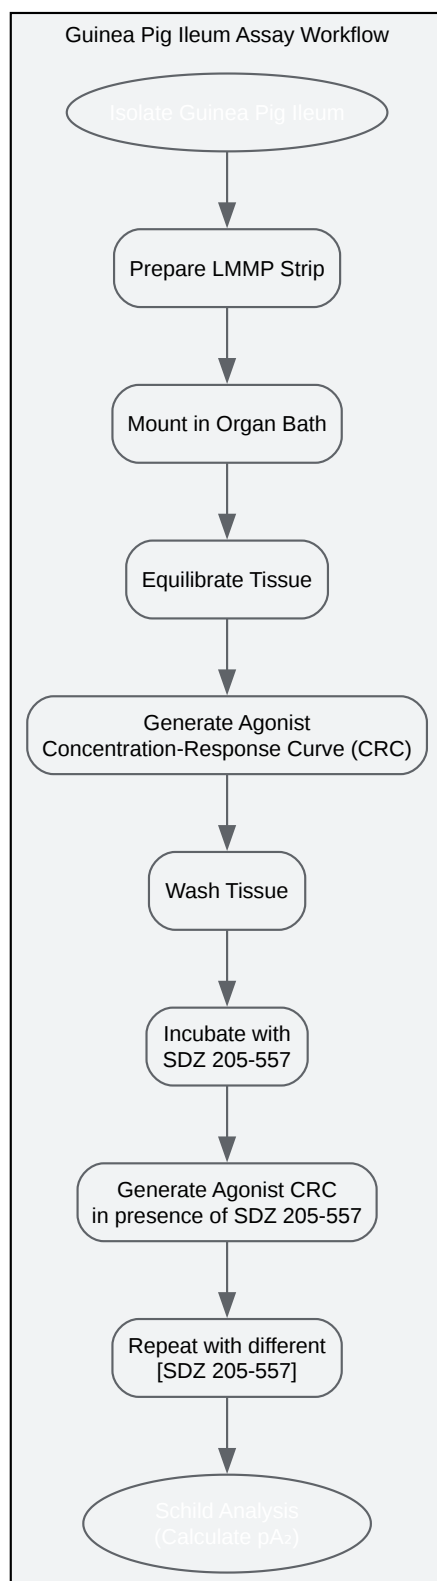 Guinea Pig Ileum Assay Workflow
Isolate Guinea Pig Ileum
Prepare LMMP Strip
Mount in Organ Bath
Equilibrate Tissue
Generate Agonist
Concentration-Response Curve (CRC)
Wash Tissue
Incubate with
SDZ 205-557
Generate Agonist CRC
in presence of SDZ 205-557
Repeat with different
[SDZ 205-557]
Schild Analysis
(Calculate pA₂)